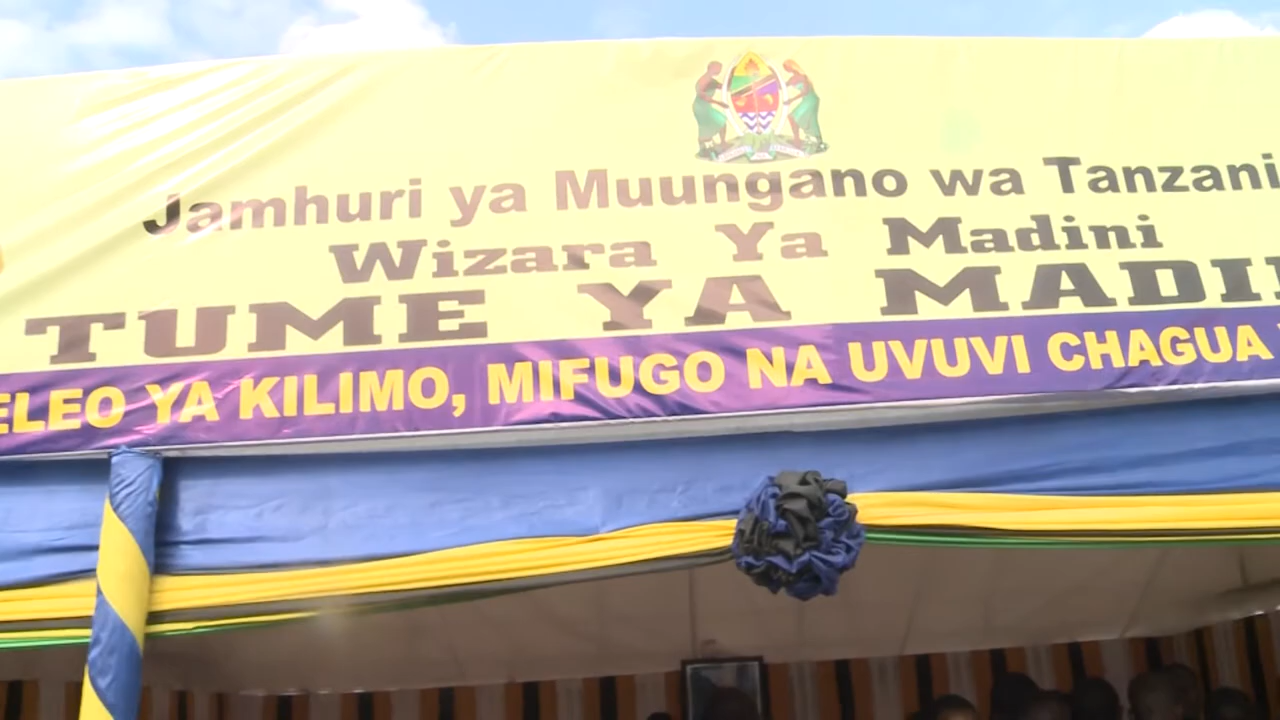 Jamhuri ya Muungano wa Tanzani
Wizara Ya Madini
TUME YA MADI
ELEO YA KILIMO, MIFUGO NA UVUVI CHAGUA